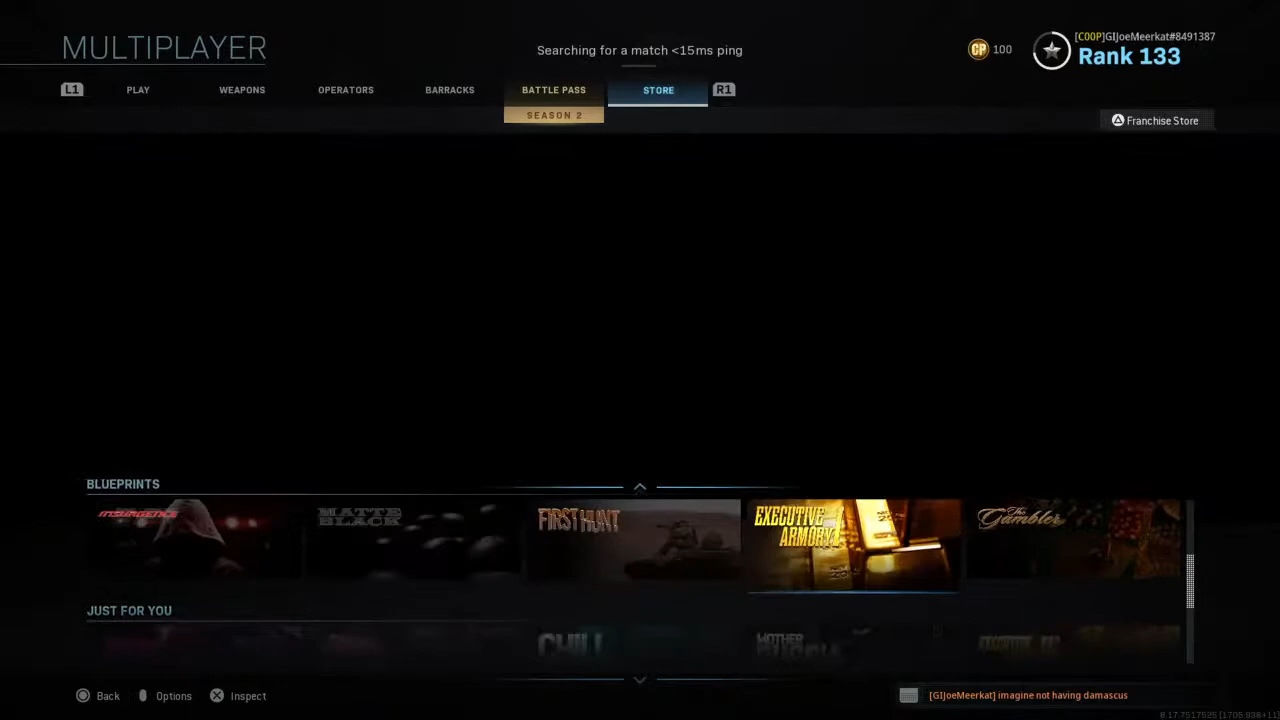 MULTIPLAYER
Searching for a match <15ms ping
CP 100
[COOP]GIJoeMeerkat#8491387
Rank 133
L1 PLAY WEAPONS OPERATORS BARRACKS BATTLE PASS STORE R1
SEASON 2
Franchise Store
BLUEPRINTS
INSURGENCE
MATTE
BLACK
FIRST HUNT
EXECUTIVE
ARMORY
The
Gambler
JUST FOR YOU
CHILL
MOTHER
Back Options Inspect
[GIJoeMeerkat] imagine not having damascus